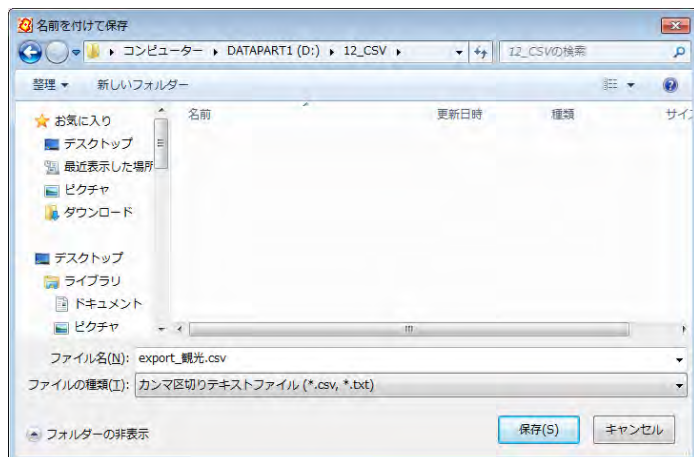 名前を付けて保存
コンピューター ▸ DATAPART1 (D:) ▸ 12_CSV ▸
12_CSVの検索
整理 新しいフォルダー
名前 更新日時 種類 サイズ
お気に入り
デスクトップ
最近表示した場所
ピクチャ
ダウンロード
デスクトップ
ライブラリ
ドキュメント
ピクチャ
ファイル名(N): export_観光.csv
ファイルの種類(T): カンマ区切りテキストファイル (*.csv, *.txt)
フォルダーの非表示
保存(S) キャンセル